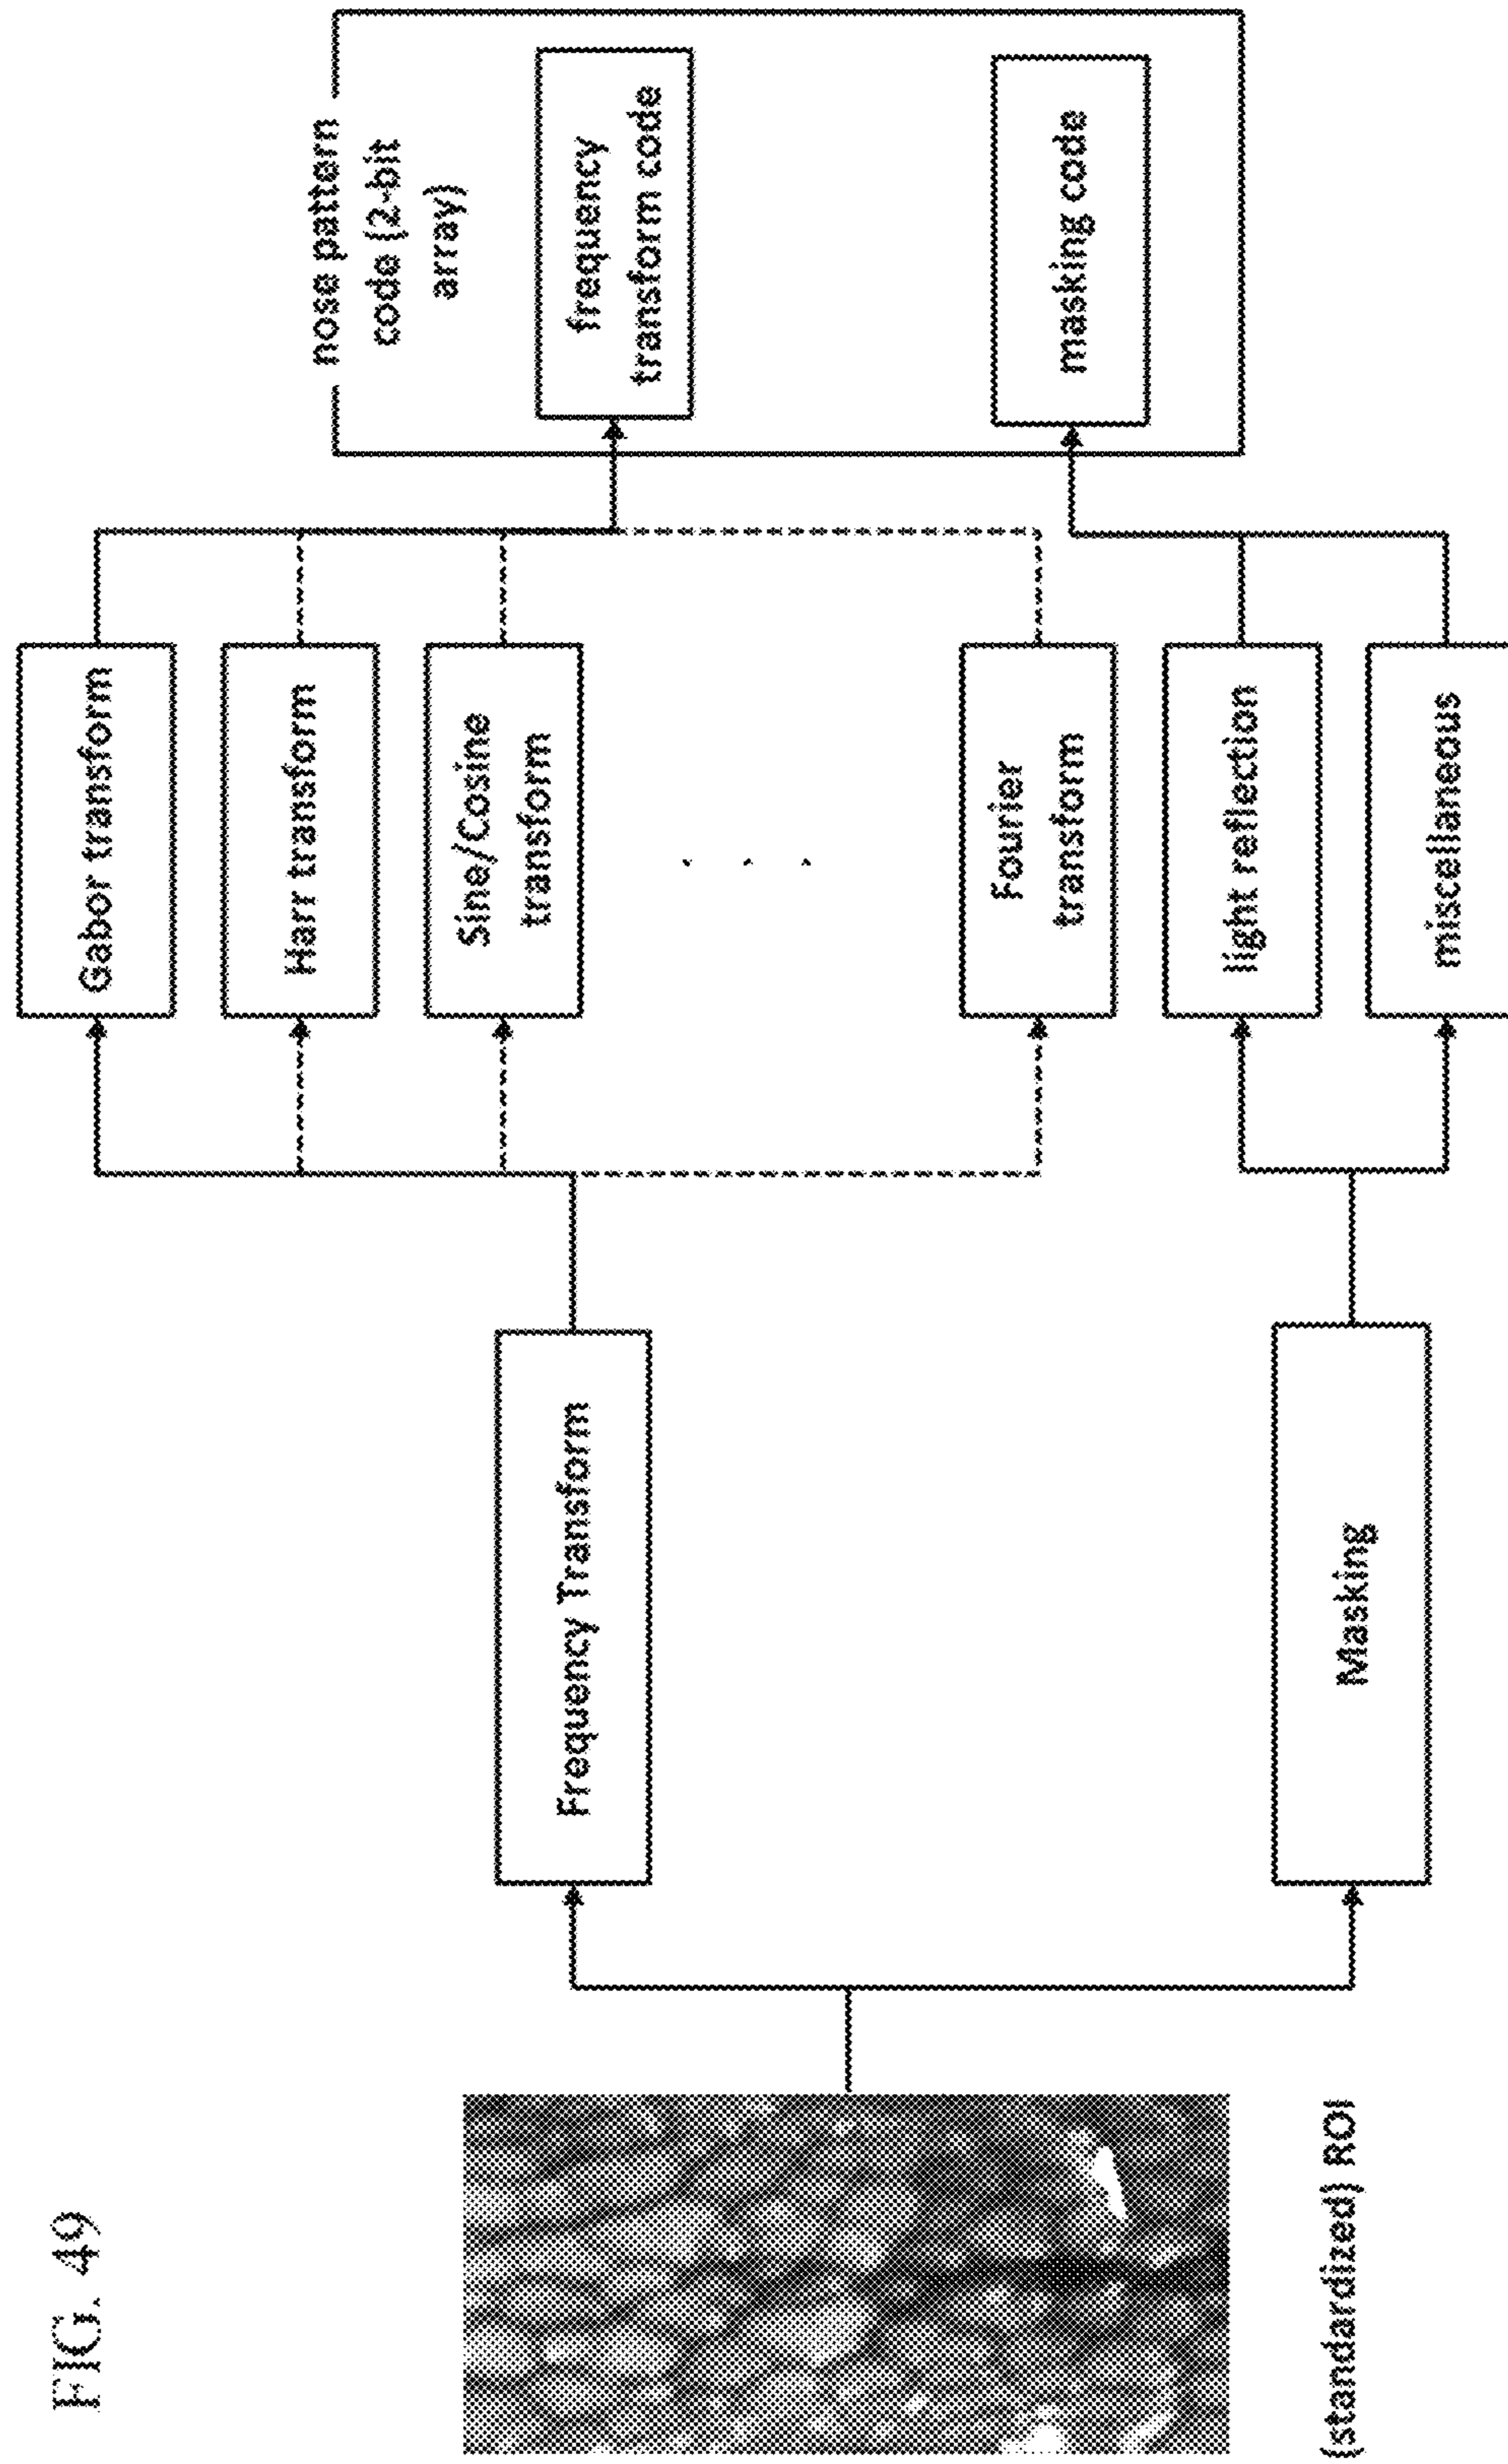 FIG. 49
(standardized) ROI
Frequency Transform
Masking
Gabor transform
Harr transform
Sine/Cosine
transform
. . .
Fourier
transform
light reflection
miscellaneous
nose pattern
code (2-bit
array)
frequency
transform code
masking code